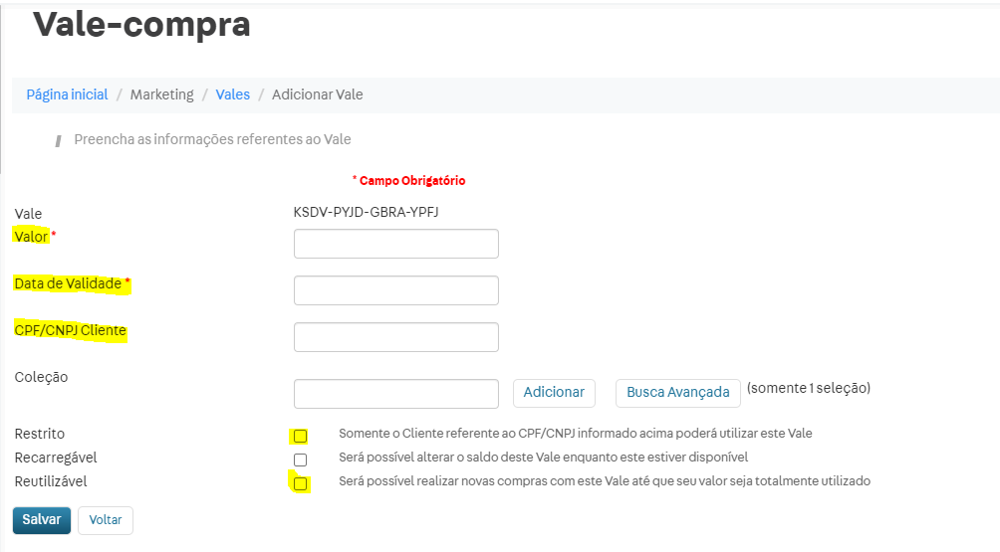 Vale-compra
Página inicial / Marketing / Vales / Adicionar Vale
Preencha as informações referentes ao Vale
* Campo Obrigatório
Vale KSDV-PYJD-GBRA-YPFJ
Valor *
Data de Validade *
CPF/CNPJ Cliente
Coleção Adicionar Busca Avançada (somente 1 seleção)
Restrito Somente o Cliente referente ao CPF/CNPJ informado acima poderá utilizar este Vale
Recarregável Será possível alterar o saldo deste Vale enquanto este estiver disponível
Reutilizável Será possível realizar novas compras com este Vale até que seu valor seja totalmente utilizado
Salvar Voltar